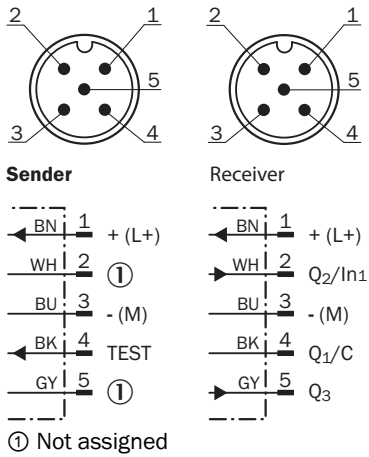 2 1 2 1
5 5
3 4 3 4
Sender Receiver
BN 1 + (L+) BN 1 + (L+)
WH 2 ① WH 2 Q2/In1
BU 3 - (M) BU 3 - (M)
BK 4 TEST BK 4 Q1/C
GY 5 ① GY 5 Q3
① Not assigned